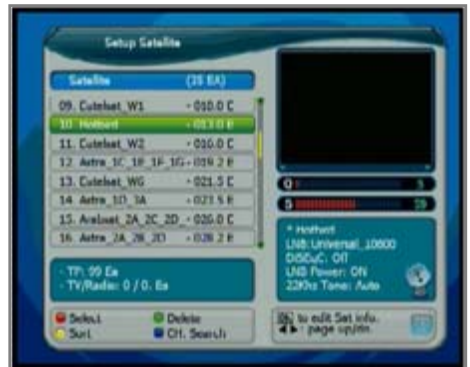 Setup Satellite
Satellite (35 EA)
09. Eutelsat_W1 - 010.0 E
10. Hotbird - 013.0 E
11. Eutelsat_W2 - 016.0 E
12. Astra_1C_1E_1F_1G - 019.2 E
13. Eutelsat_W6 - 021.5 E
14. Astra_1D_3A - 023.5 E
15. Arabsat_2A_2C_2D_ - 026.0 E
16. Astra_2A_2B_2D - 028.2 E
Q
S
* Hotbird
LNB: Universal_10600
DiSEqC: Off
LNB Power: ON
22Khz Tone: Auto
- TP: 99 Ea
- TV/Radio: 0 / 0. Ea
Select Delete
Sort CH. Search
OK to edit Sat info.
: page up/dn.